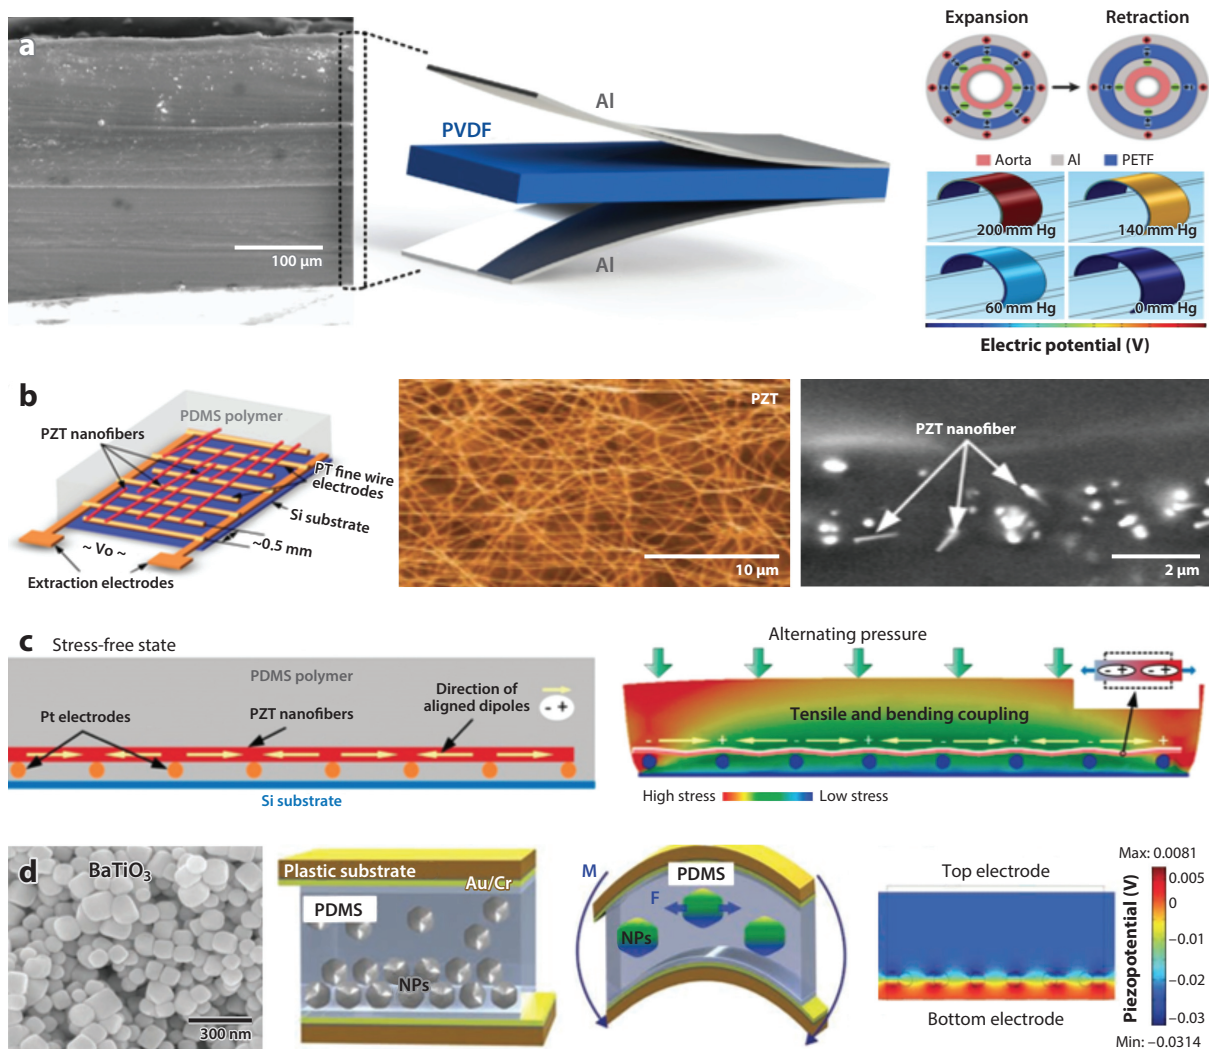 a
100 µm
Al
PVDF
Al
Expansion
Retraction
Aorta
Al
PETF
200 mm Hg
140 mm Hg
60 mm Hg
0 mm Hg
Electric potential (V)
b
PDMS polymer
PZT nanofibers
PT fine wire
electrodes
Si substrate
~0.5 mm
~ Vo ~
Extraction electrodes
PZT
10 µm
PZT nanofiber
2 µm
c
Stress-free state
PDMS polymer
Pt electrodes
PZT nanofibers
Direction of
aligned dipoles
- +
Si substrate
Alternating pressure
- + - +
Tensile and bending coupling
- + - + - +
High stress
Low stress
d
BaTiO3
300 nm
Plastic substrate
Au/Cr
PDMS
NPs
M
PDMS
F
NPs
Top electrode
Bottom electrode
Piezopotential (V)
Max: 0.0081
0.005
0
−0.01
−0.02
−0.03
Min: −0.0314